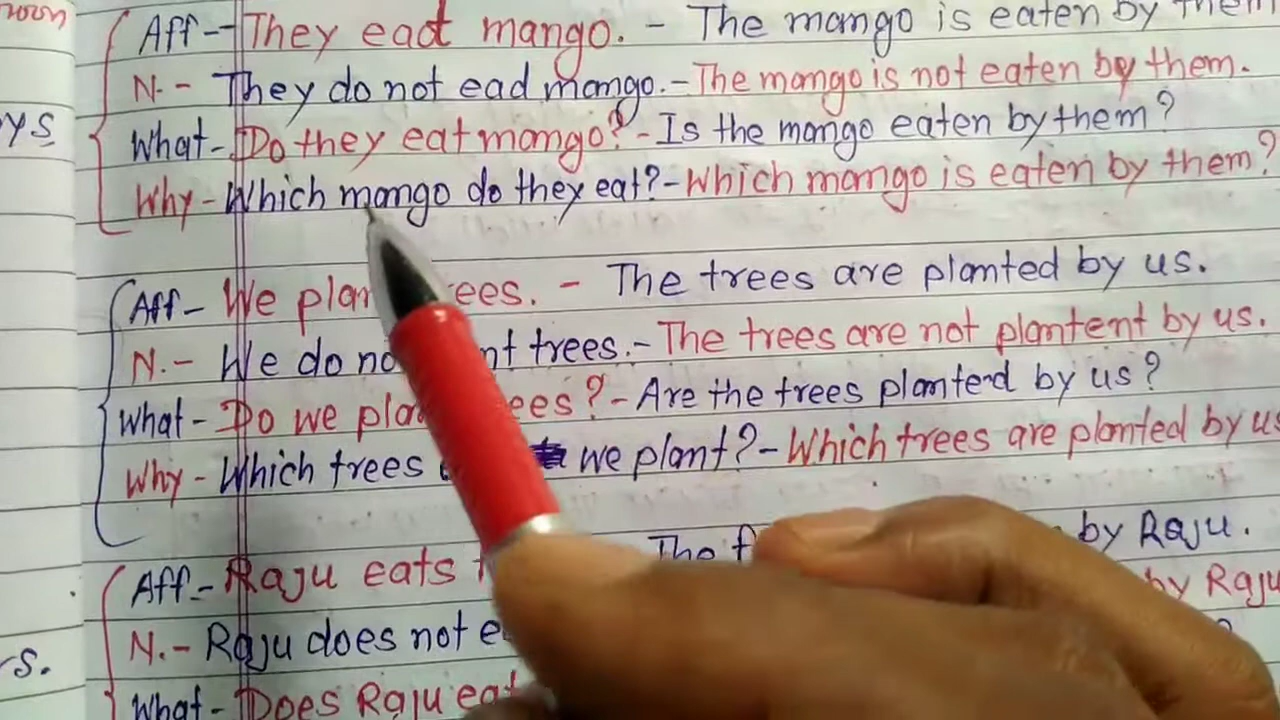 Aff- They eat mango. - The mango is eaten by them
N. - They do not ead mango. - The mango is not eaten by them.
What - Do they eat mango? - Is the mango eaten by them?
Why - Which mango do they eat? - Which mango is eaten by them?
Aff - We plan ees. - The trees are planted by us.
N. - We do no nt trees. - The trees are not plantent by us.
What - Do we pla ees? - Are the trees planted by us?
Why - Which trees we plant? - Which trees are planted by us
Aff - Raju eats The f by Raju.
by Raju
N. - Raju does not e
What - Does Raju eat
ys
s.